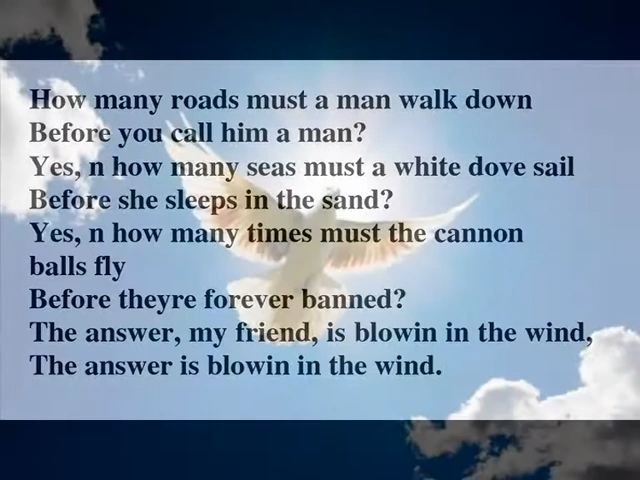 How many roads must a man walk down
Before you call him a man?
Yes, n how many seas must a white dove sail
Before she sleeps in the sand?
Yes, n how many times must the cannon
balls fly
Before theyre forever banned?
The answer, my friend, is blowin in the wind,
The answer is blowin in the wind.